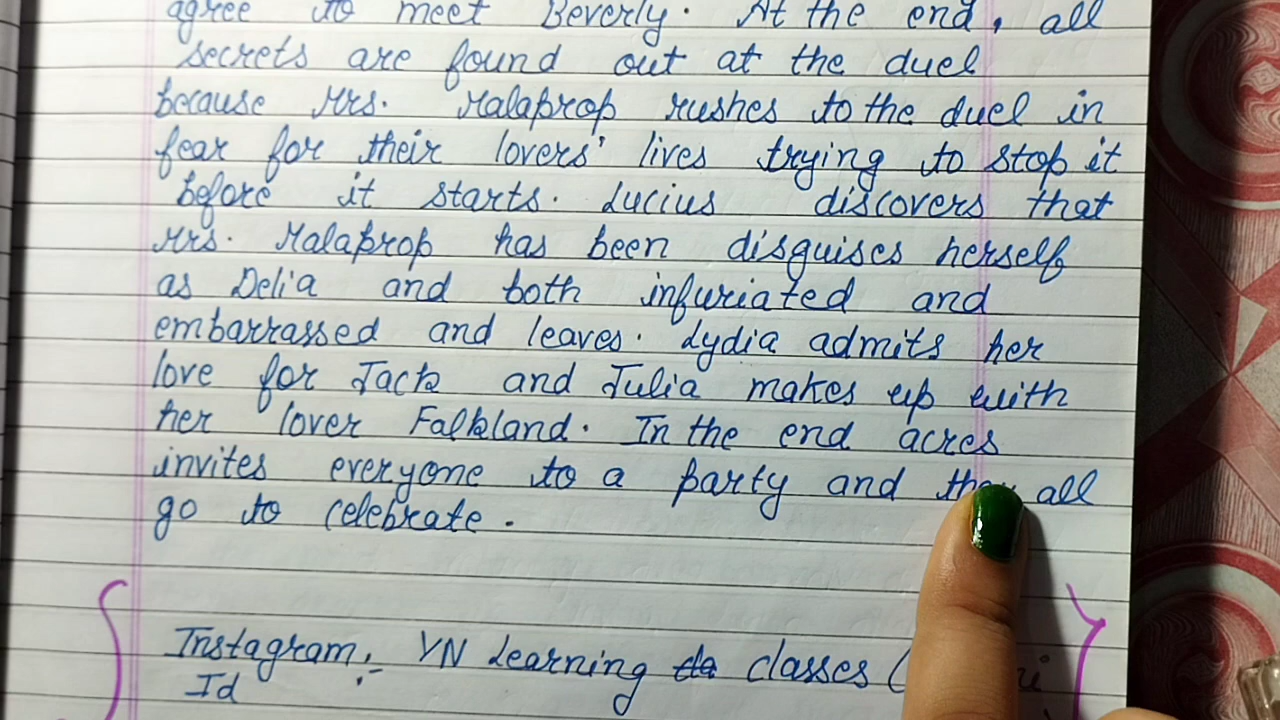 agree to meet Beverly. At the end, all
secrets are found out at the duel
because Mrs. Malaprop rushes to the duel in
fear for their lovers' lives trying to stop it
before it starts. Lucius discovers that
Mrs. Malaprop has been disguises herself
as Delia and both infuriated and
embarrassed and leaves. Lydia admits her
love for Jack and Julia makes up with
her lover Falkland. In the end acres
invites everyone to a party and they all
go to celebrate.
Instagram :- YN Learning classes (
Id